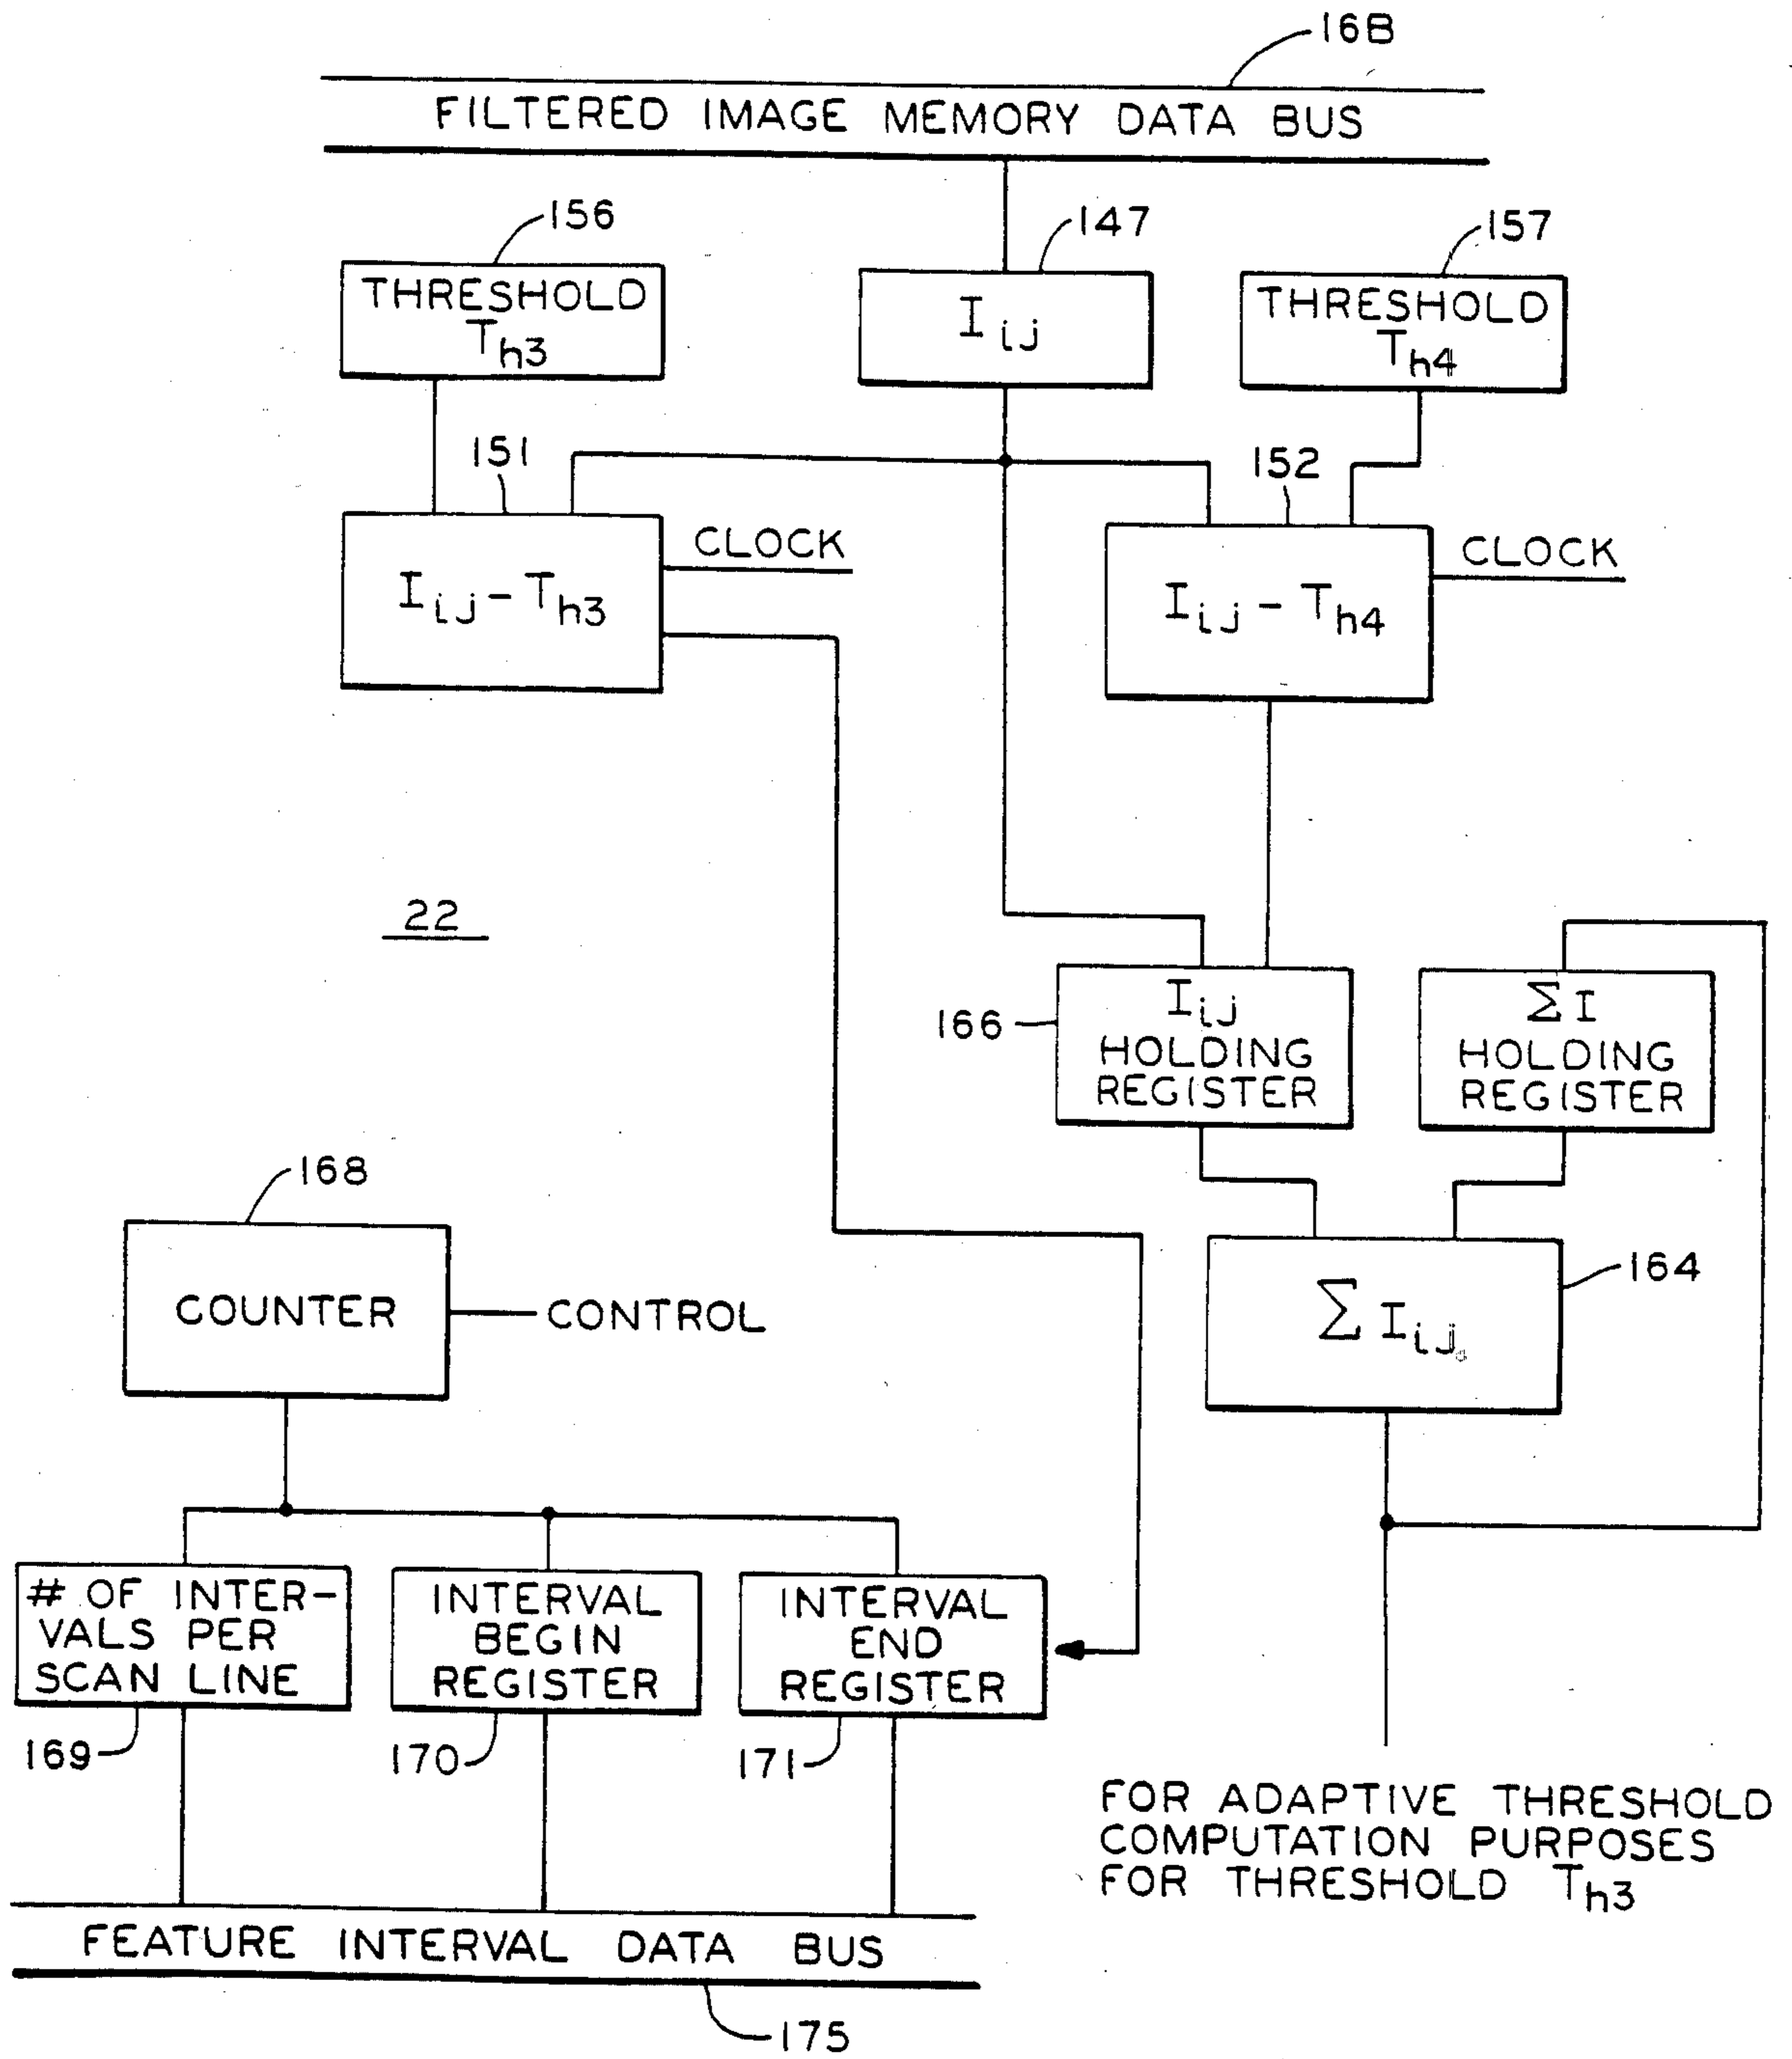 16B
FILTERED IMAGE MEMORY DATA BUS
156
147
157
THRESHOLD
Th3
Iij
THRESHOLD
Th4
151
152
CLOCK
CLOCK
Iij - Th3
Iij - Th4
22
166
Iij
HOLDING
REGISTER
ΣI
HOLDING
REGISTER
168
164
COUNTER
CONTROL
Σ Iij
# OF INTER-
VALS PER
SCAN LINE
INTERVAL
BEGIN
REGISTER
INTERVAL
END
REGISTER
169
170
171
FOR ADAPTIVE THRESHOLD
COMPUTATION PURPOSES
FOR THRESHOLD Th3
FEATURE INTERVAL DATA BUS
175